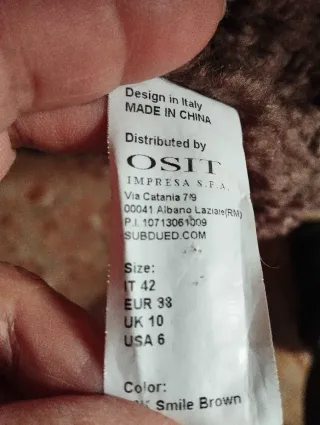 Design in Italy
MADE IN CHINA
Distributed by
OSIT
IMPRESA S.P.A.
Via Catania 7/9
00041 Albano Laziale(RM)
P.I. 10713061009
SUBDUED.COM
Size:
IT 42
EUR 38
UK 10
USA 6
Color:
Smile Brown